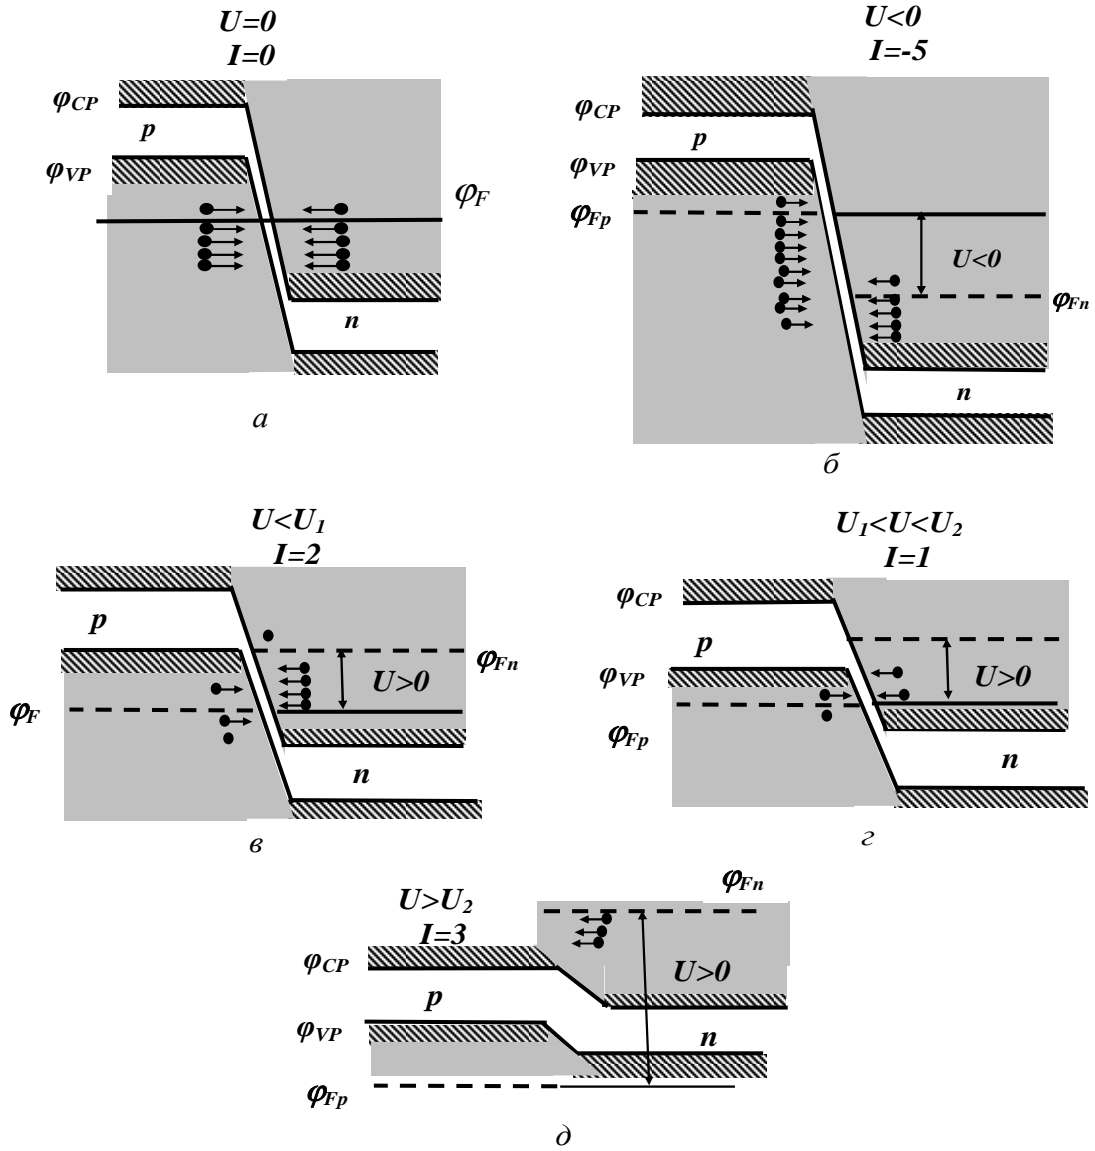 U=0
I=0
φCP
p
φVP
φF
n
а
U<0
I=-5
φCP
p
φVP
φFp
U<0
φFn
n
б
U<U1
I=2
p
φFn
U>0
φF
n
в
U1<U<U2
I=1
φCP
p
φVP
U>0
φFp
n
г
φFn
U>U2
I=3
φCP
U>0
p
φVP
n
φFp
д